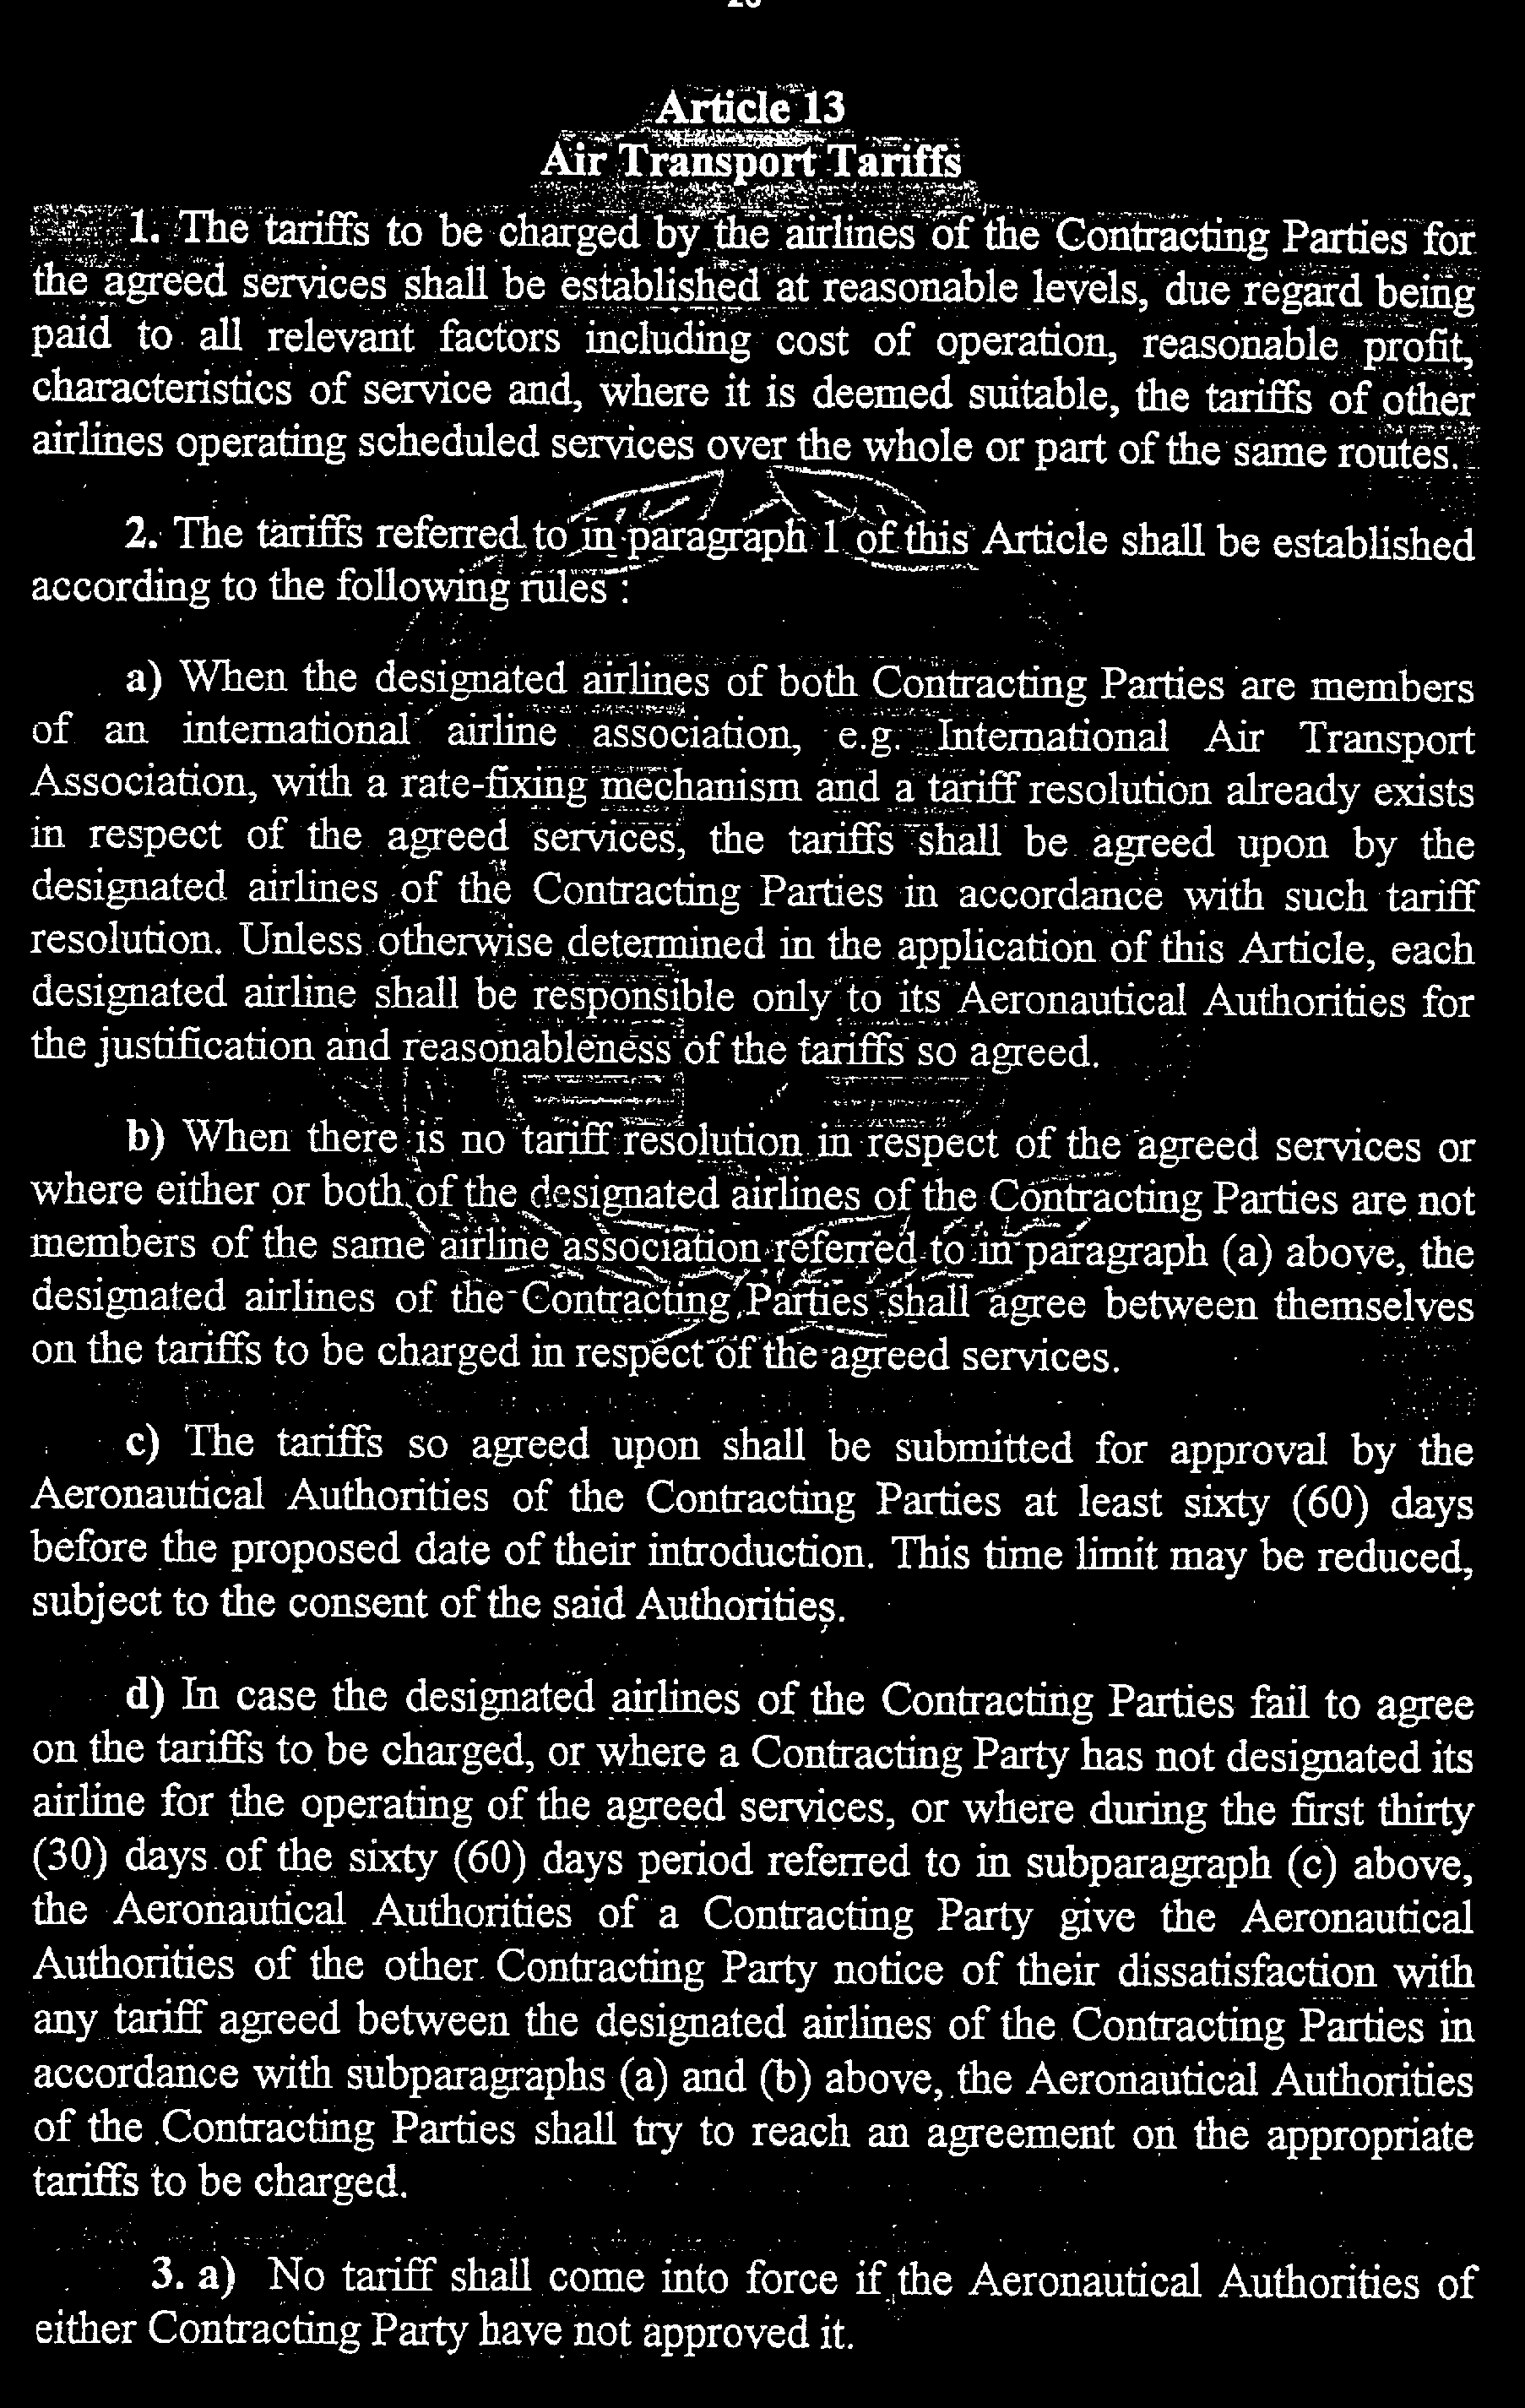 Article 13
Air Transport Tariffs
1. The tariffs to be charged by the airlines of the Contracting Parties for
the agreed services shall be established at reasonable levels, due regard being
paid to all relevant factors including cost of operation, reasonable profit,
characteristics of service and, where it is deemed suitable, the tariffs of other
airlines operating scheduled services over the whole or part of the same routes.
2. The tariffs referred to in paragraph 1 of this Article shall be established
according to the following rules :
a) When the designated airlines of both Contracting Parties are members
of an international airline association, e.g. International Air Transport
Association, with a rate-fixing mechanism and a tariff resolution already exists
in respect of the agreed services, the tariffs shall be agreed upon by the
designated airlines of the Contracting Parties in accordance with such tariff
resolution. Unless otherwise determined in the application of this Article, each
designated airline shall be responsible only to its Aeronautical Authorities for
the justification and reasonableness of the tariffs so agreed.
b) When there is no tariff resolution in respect of the agreed services or
where either or both of the designated airlines of the Contracting Parties are not
members of the same airline association referred to in paragraph (a) above, the
designated airlines of the Contracting Parties shall agree between themselves
on the tariffs to be charged in respect of the agreed services.
c) The tariffs so agreed upon shall be submitted for approval by the
Aeronautical Authorities of the Contracting Parties at least sixty (60) days
before the proposed date of their introduction. This time limit may be reduced,
subject to the consent of the said Authorities.
d) In case the designated airlines of the Contracting Parties fail to agree
on the tariffs to be charged, or where a Contracting Party has not designated its
airline for the operating of the agreed services, or where during the first thirty
(30) days of the sixty (60) days period referred to in subparagraph (c) above,
the Aeronautical Authorities of a Contracting Party give the Aeronautical
Authorities of the other Contracting Party notice of their dissatisfaction with
any tariff agreed between the designated airlines of the Contracting Parties in
accordance with subparagraphs (a) and (b) above, the Aeronautical Authorities
of the Contracting Parties shall try to reach an agreement on the appropriate
tariffs to be charged.
3. a) No tariff shall come into force if the Aeronautical Authorities of
either Contracting Party have not approved it.